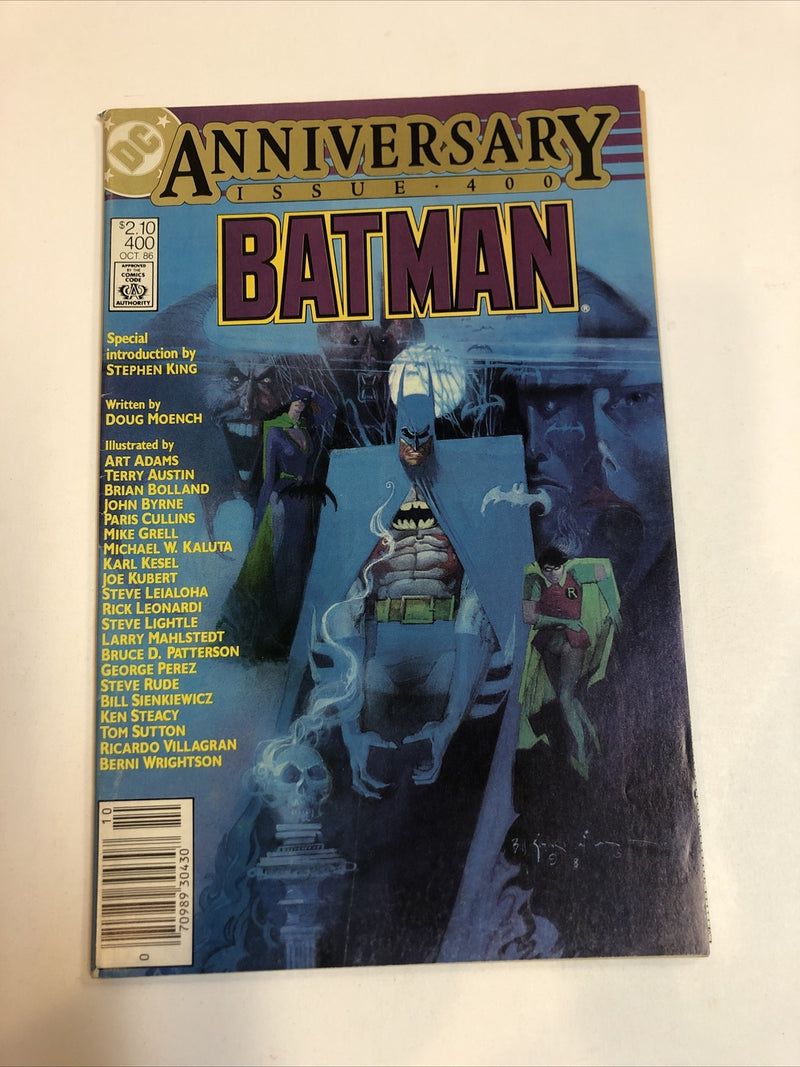 DC
ANNIVERSARY
ISSUE · 400
BATMAN®
$2.10
400
OCT. 86
APPROVED
BY THE
COMICS
CODE
AUTHORITY
Special
introduction by
STEPHEN KING
Written by
DOUG MOENCH
Illustrated by
ART ADAMS
TERRY AUSTIN
BRIAN BOLLAND
JOHN BYRNE
PARIS CULLINS
MIKE GRELL
MICHAEL W. KALUTA
KARL KESEL
JOE KUBERT
STEVE LEIALOHA
RICK LEONARDI
STEVE LIGHTLE
LARRY MAHLSTEDT
BRUCE D. PATTERSON
GEORGE PEREZ
STEVE RUDE
BILL SIENKIEWICZ
KEN STEACY
TOM SUTTON
RICARDO VILLAGRAN
BERNI WRIGHTSON
R
10
0 70989 30430